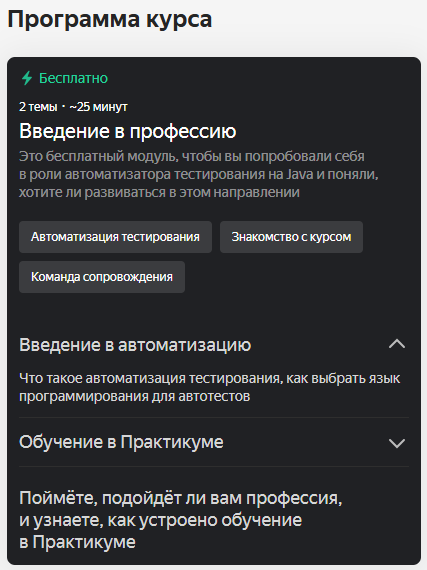 Программа курса
Бесплатно
2 темы · ~25 минут
Введение в профессию
Это бесплатный модуль, чтобы вы попробовали себя
в роли автоматизатора тестирования на Java и поняли,
хотите ли развиваться в этом направлении
Автоматизация тестирования
Знакомство с курсом
Команда сопровождения
Введение в автоматизацию
Что такое автоматизация тестирования, как выбрать язык
программирования для автотестов
Обучение в Практикуме
Поймёте, подойдёт ли вам профессия,
и узнаете, как устроено обучение
в Практикуме